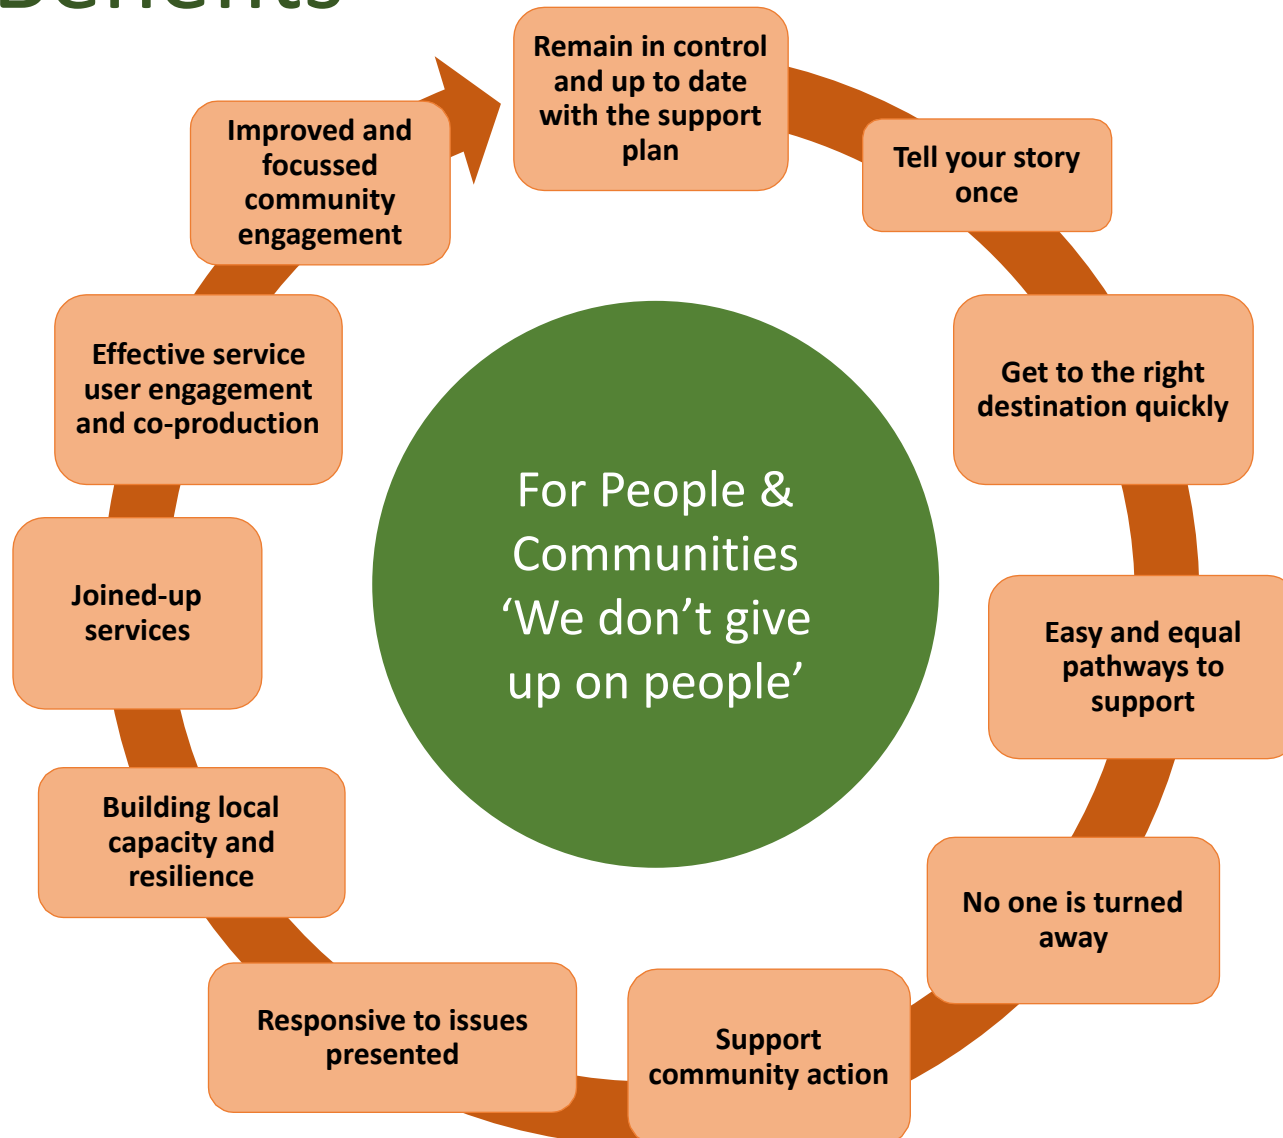 Benefits
Remain in control
and up to date
with the support
plan
Tell your story
once
Get to the right
destination quickly
Easy and equal
pathways to
support
No one is turned
away
Support
community action
Responsive to issues
presented
Building local
capacity and
resilience
Joined-up
services
Effective service
user engagement
and co-production
Improved and
focussed
community
engagement
For People &
Communities
‘We don’t give
up on people’